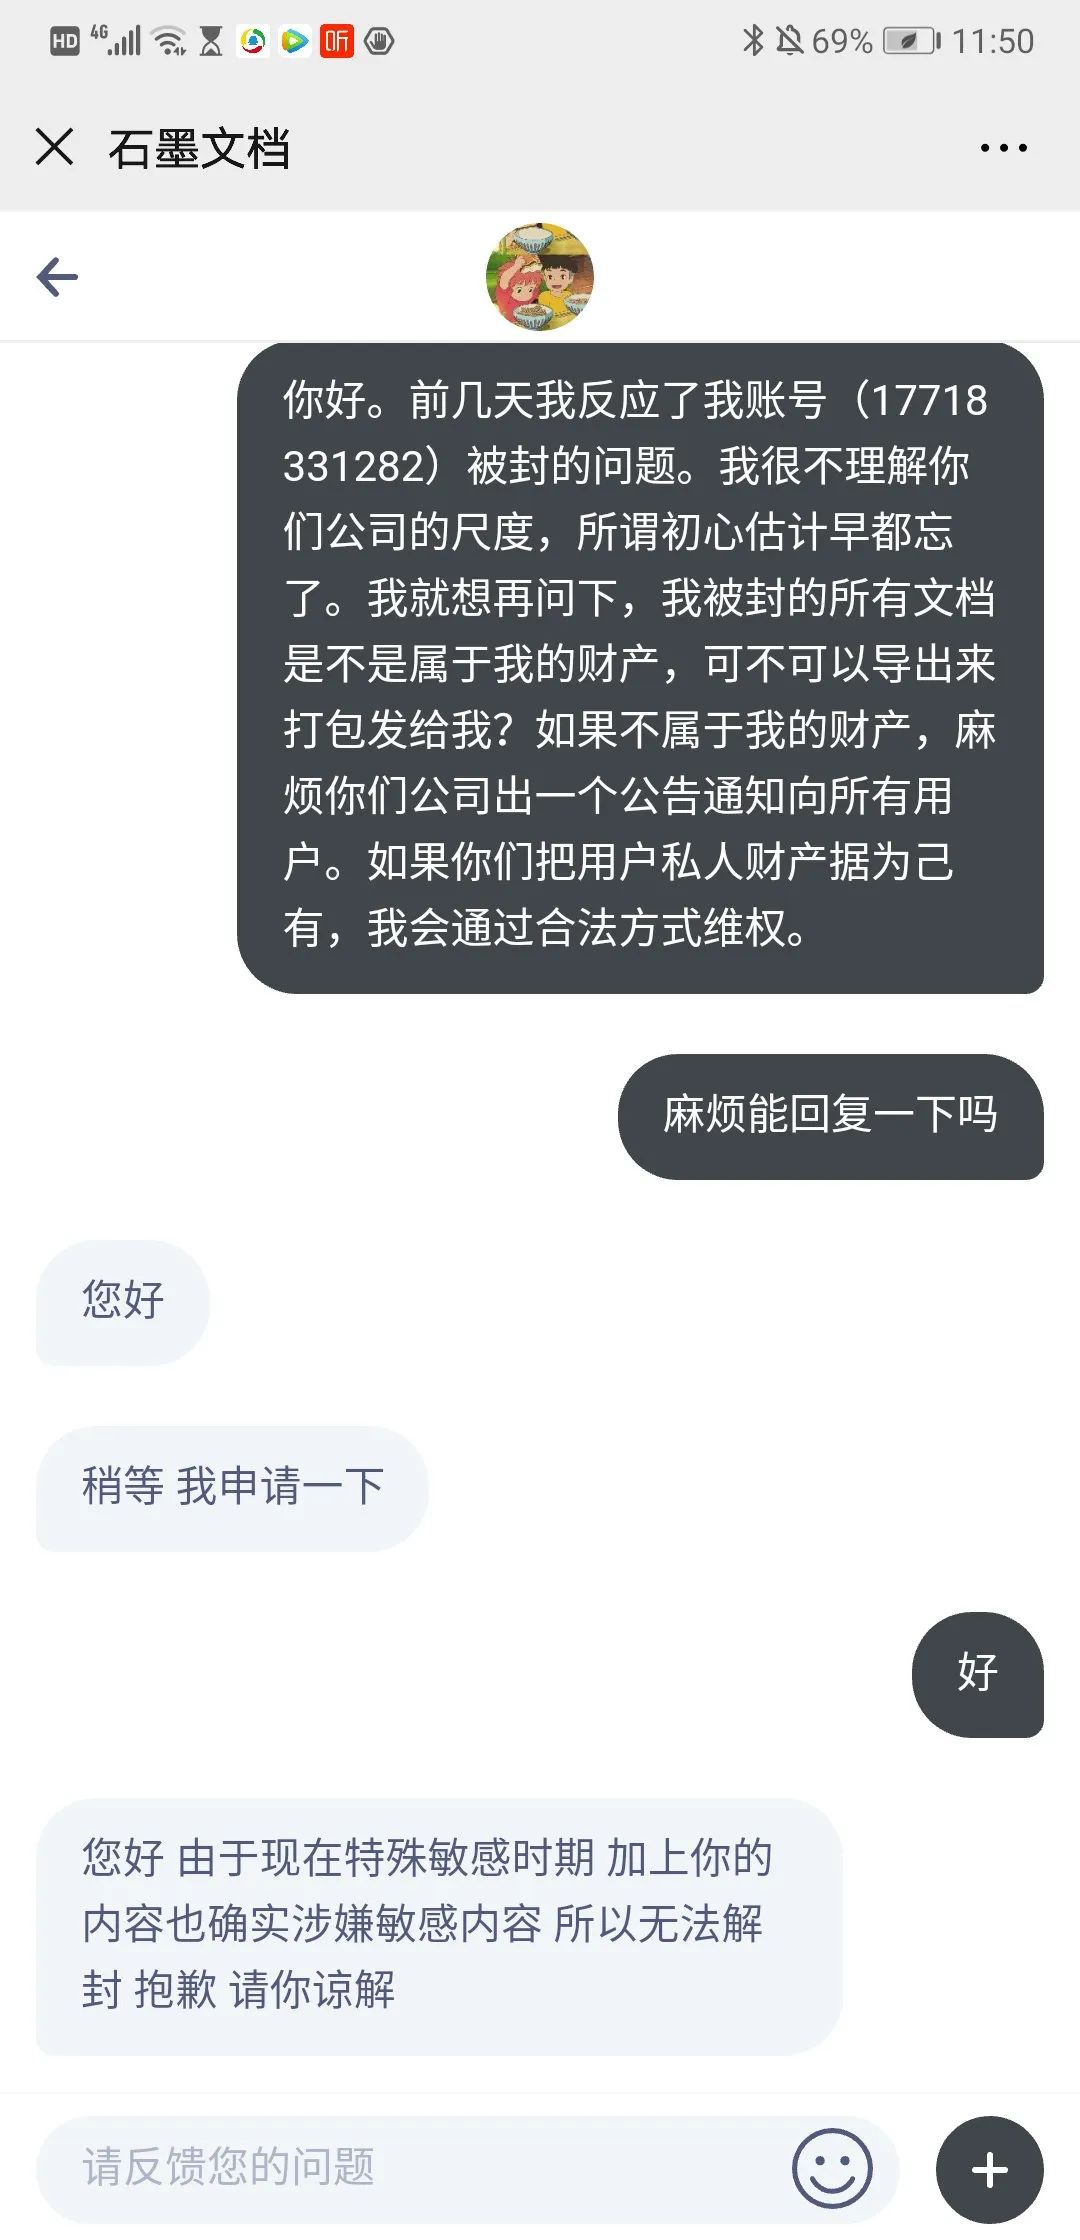 HD 4G 听 69% 11:50
石墨文档
你好。前几天我反应了我账号（17718
331282）被封的问题。我很不理解你
们公司的尺度，所谓初心估计早都忘
了。我就想再问下，我被封的所有文档
是不是属于我的财产，可不可以导出来
打包发给我？如果不属于我的财产，麻
烦你们公司出一个公告通知向所有用
户。如果你们把用户私人财产据为己
有，我会通过合法方式维权。
麻烦能回复一下吗
您好
稍等 我申请一下
好
您好 由于现在特殊敏感时期 加上你的
内容也确实涉嫌敏感内容 所以无法解
封 抱歉 请你谅解
请反馈您的问题